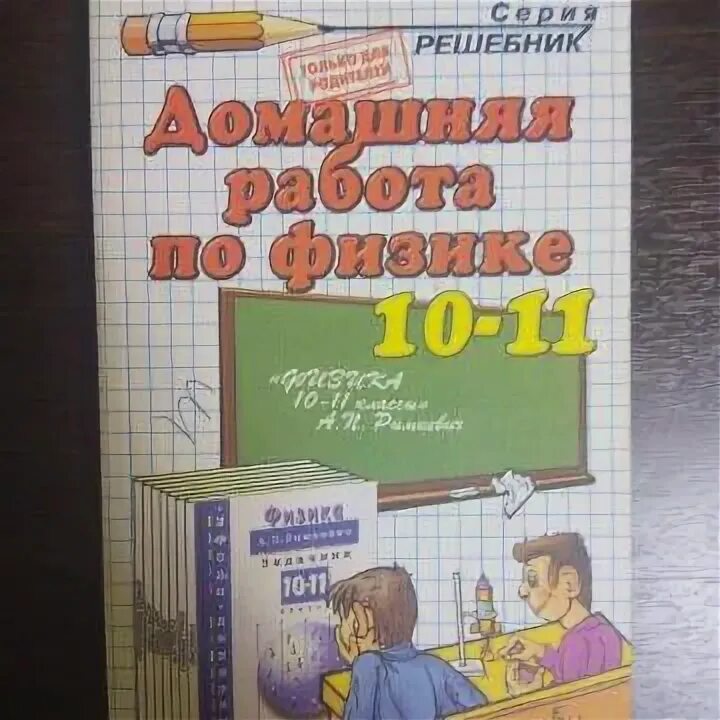 Серия
РЕШЕБНИК
ТОЛЬКО ДЛЯ
РОДИТЕЛЕЙ
Домашняя
работа
по физике
10-11
«ФИЗИКА
10-11 классы»
А.П. Рымкевич
Физика
А.П. Рымкевич
Задачник
10-11